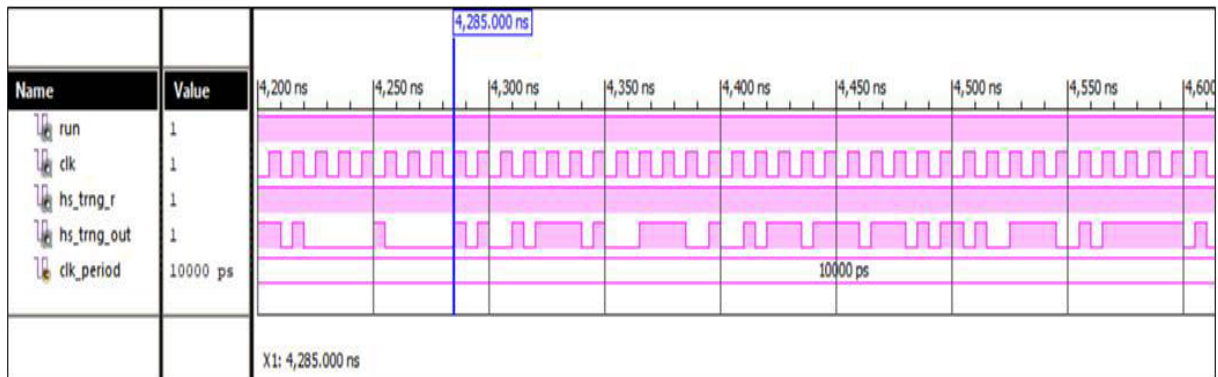 4,285.000 ns
Name Value 4,200 ns 4,250 ns 4,300 ns 4,350 ns 4,400 ns 4,450 ns 4,500 ns 4,550 ns 4,600
run 1
clk 1
hs_trng_r 1
hs_trng_out 1
clk_period 10000 ps 10000 ps
X1: 4,285.000 ns